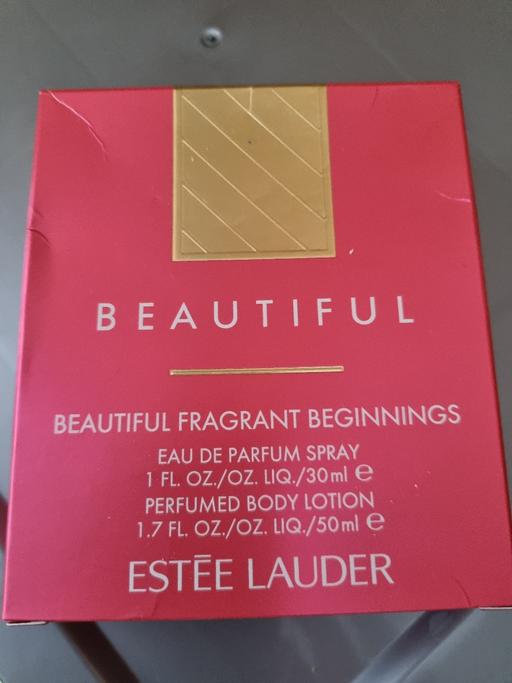 BEAUTIFUL
BEAUTIFUL FRAGRANT BEGINNINGS
EAU DE PARFUM SPRAY
1 FL. OZ./OZ. LIQ./30ml ℮
PERFUMED BODY LOTION
1.7 FL. OZ./OZ. LIQ./50ml ℮
ESTĒE LAUDER